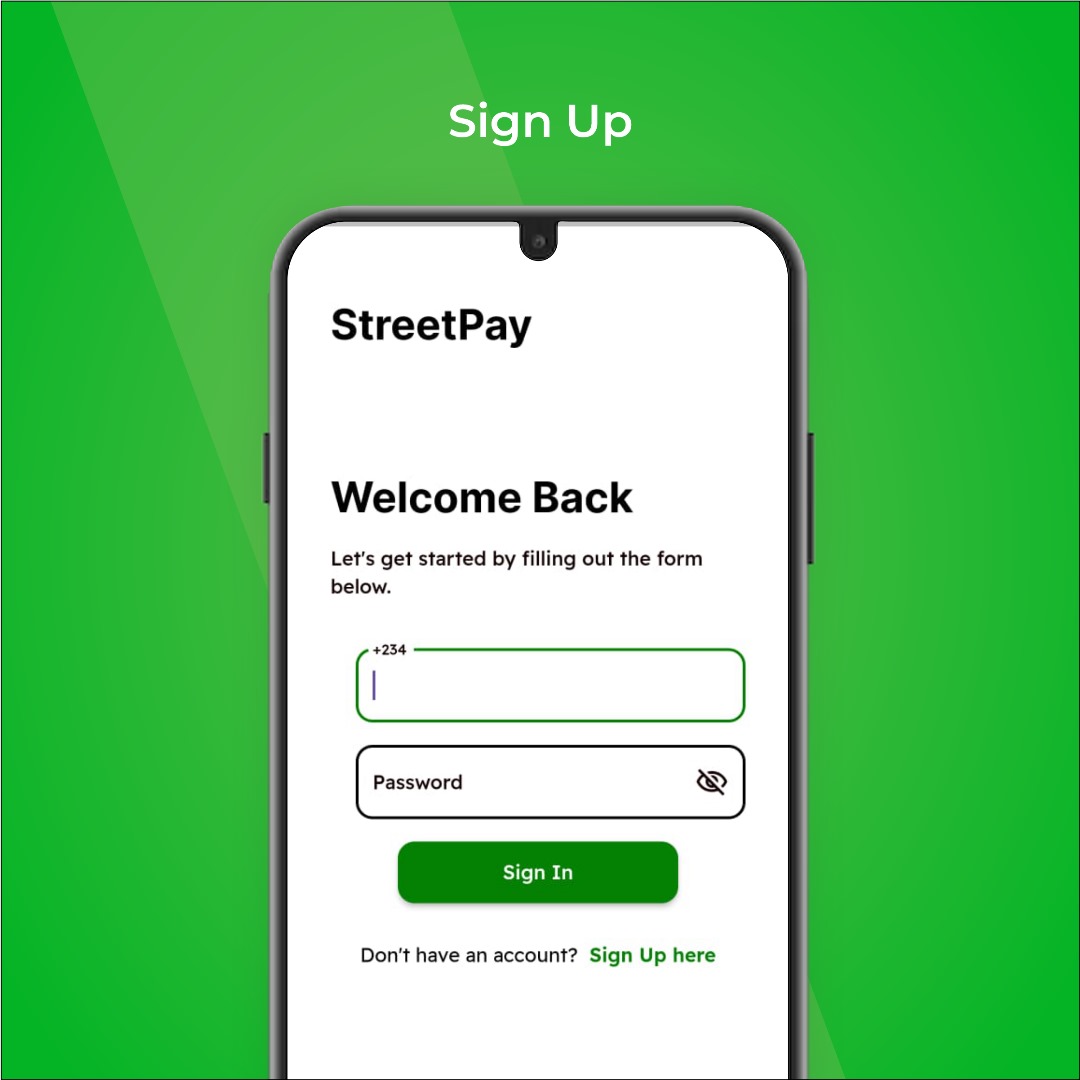 Sign Up
StreetPay
Welcome Back
Let's get started by filling out the form
below.
+234
Password
Sign In
Don't have an account? Sign Up here